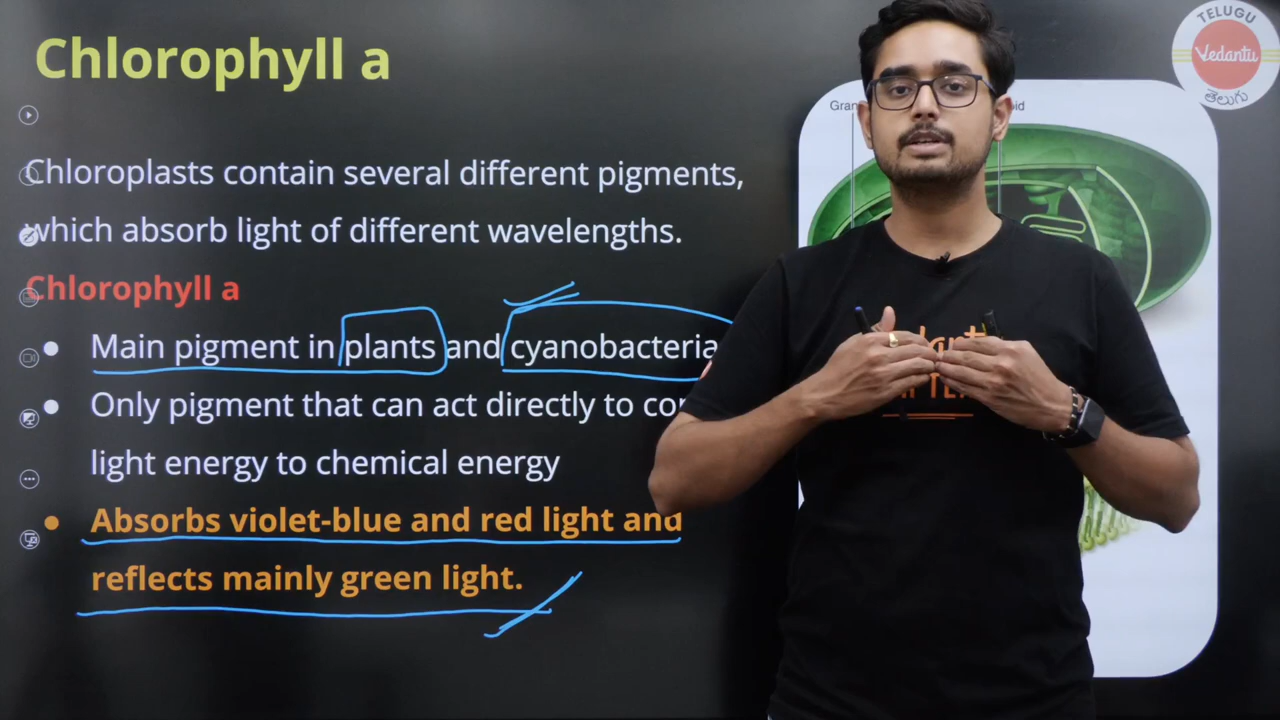 Chlorophyll a
TELUGU
Vedantu
తెలుగు
Chloroplasts contain several different pigments,
which absorb light of different wavelengths.
Chlorophyll a
Main pigment in plants and cyanobacteria
Only pigment that can act directly to
light energy to chemical energy
Absorbs violet-blue and red light and
reflects mainly green light.